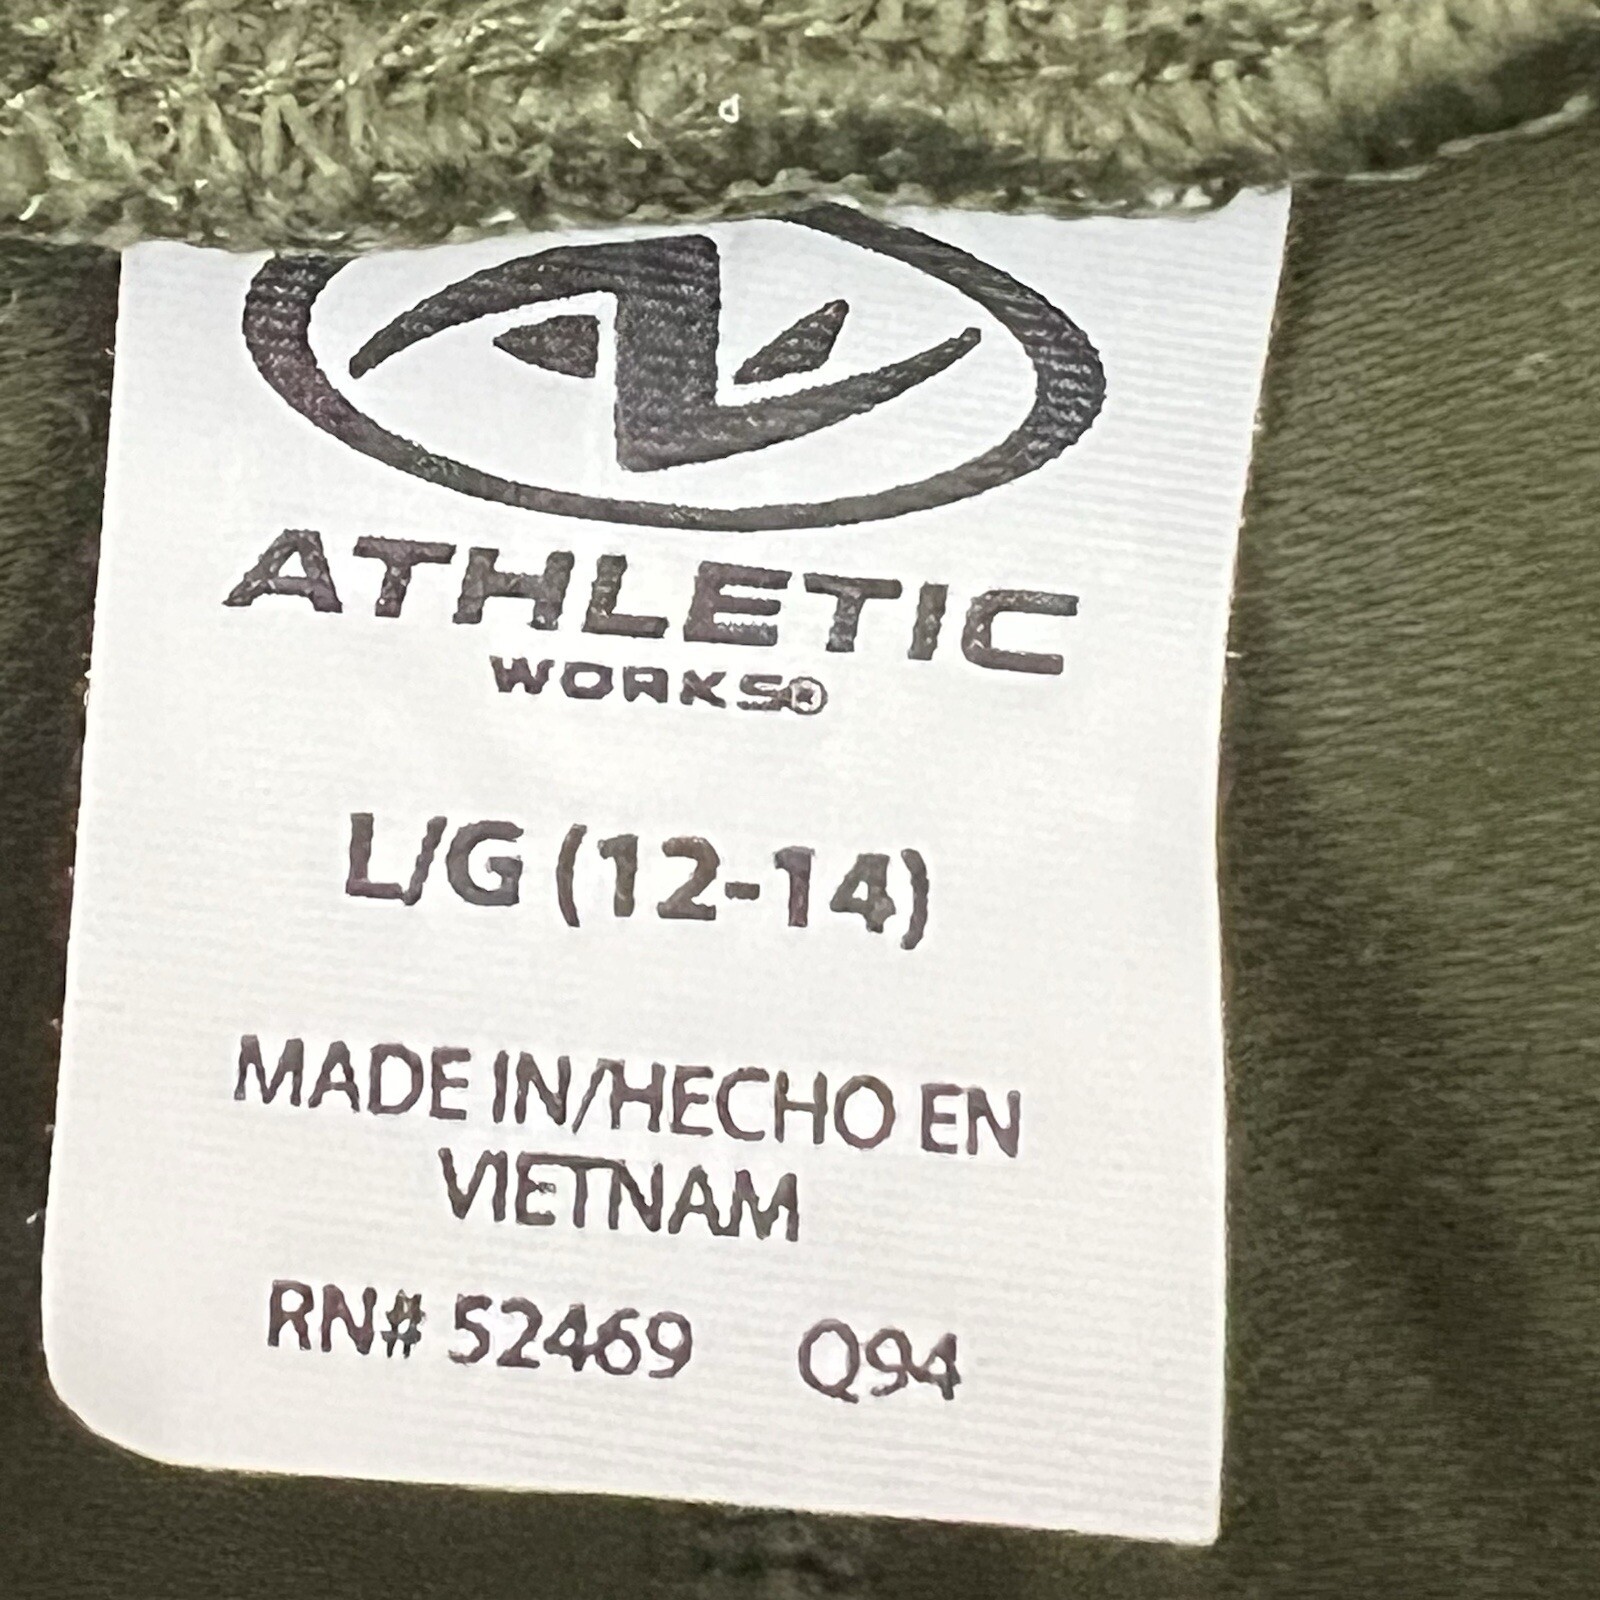 ATHLETIC
WORKS®
L/G (12-14)
MADE IN/HECHO EN
VIETNAM
RN# 52469 Q94